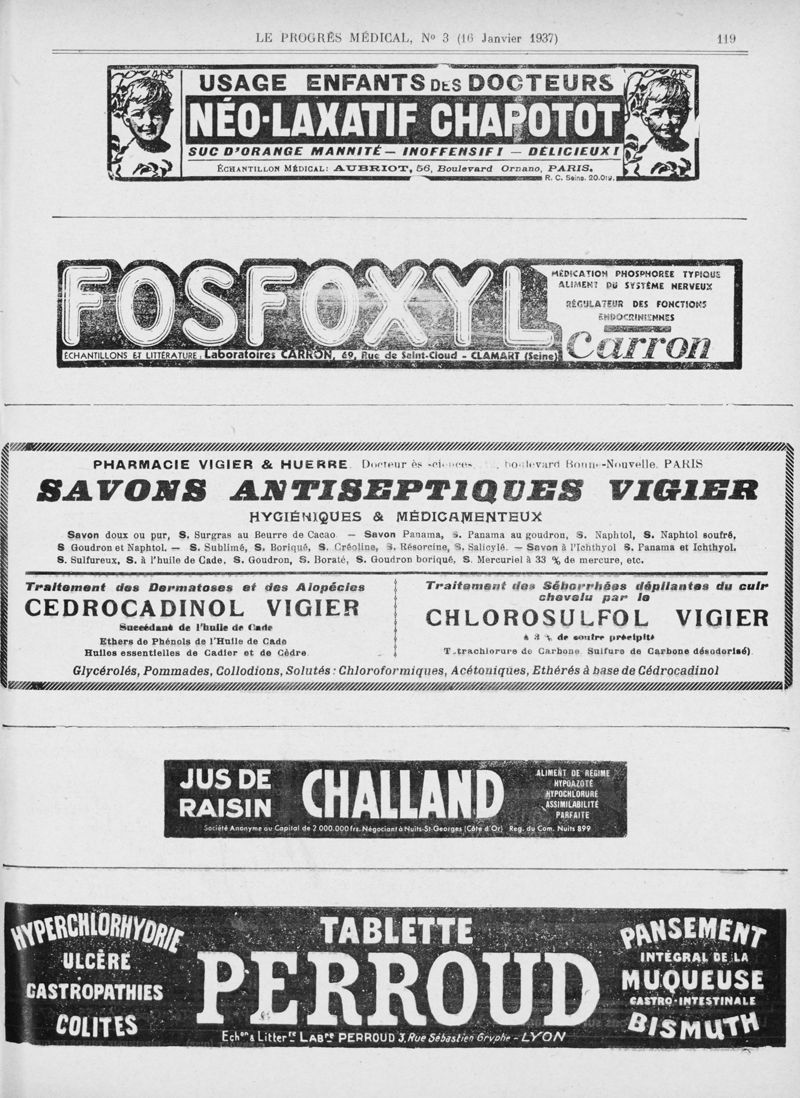 LE PROGRÈS MÉDICAL, No 3 (16 Janvier 1937) 119
USAGE ENFANTS DES DOCTEURS
NÉO-LAXATIF CHAPOTOT
SUC D'ORANGE MANNITÉ — INOFFENSIF! — DÉLICIEUX!
ÉCHANTILLON MÉDICAL: AUBRIOT, 56, Boulevard Ornano, PARIS.
R. C. Seine. 20.019.
FOSFOXYL
MÉDICATION PHOSPHORÉE TYPIQUE
ALIMENT DU SYSTÈME NERVEUX
RÉGULATEUR DES FONCTIONS
ENDOCRINIENNES
Carron
ÉCHANTILLONS ET LITTÉRATURE: Laboratoires CARRON, 69, Rue de Saint-Cloud - CLAMART (Seine)
PHARMACIE VIGIER & HUERRE Docteur ès sciences, boulevard Bonne-Nouvelle. PARIS
SAVONS ANTISEPTIQUES VIGIER
HYGIÉNIQUES & MÉDICAMENTEUX
Savon doux ou pur, S. Surgras au Beurre de Cacao. — Savon Panama, S. Panama au goudron, S. Naphtol, S. Naphtol soufré,
S Goudron et Naphtol. — S. Sublimé, S. Boriqué, S. Créoline, S. Résorcine, S. Salicylé. — Savon à l'Ichthyol S. Panama et Ichthyol.
S. Sulfureux, S. à l'huile de Cade, S. Goudron, S. Boraté, S. Goudron boriqué, S. Mercuriel à 33 % de mercure, etc.
Traitement des Dermatoses et des Alopécies
CEDROCADINOL VIGIER
Succédané de l'huile de Cade
Ethers de Phénols de l'Huile de Cade
Huiles essentielles de Cadier et de Cèdre.
Traitement des Séborrhées dépilantes du cuir
chevelu par le
CHLOROSULFOL VIGIER
à 3 % de soufre précipité
Tetrachlorure de Carbone. Sulfure de Carbone désodorisé).
Glycérolés, Pommades, Collodions, Solutés: Chloroformiques, Acétoniques, Ethérés à base de Cédrocadinol
JUS DE
RAISIN
CHALLAND
ALIMENT DE RÉGIME
HYPOAZOTÉ
HYPOCHLORURÉ
ASSIMILABILITÉ
PARFAITE
Société Anonyme au Capital de 2 000.000 frs. Négociant à Nuits-St-Georges (Côte d'Or) Reg. du Com. Nuits 899
HYPERCHLORHYDRIE
ULCÈRE
GASTROPATHIES
COLITES
TABLETTE
PERROUD
Echon & Litterre LABres PERROUD 3, Rue Sébastien Gryphe - LYON
PANSEMENT
INTÉGRAL DE LA
MUQUEUSE
GASTRO-INTESTINALE
BISMUTH